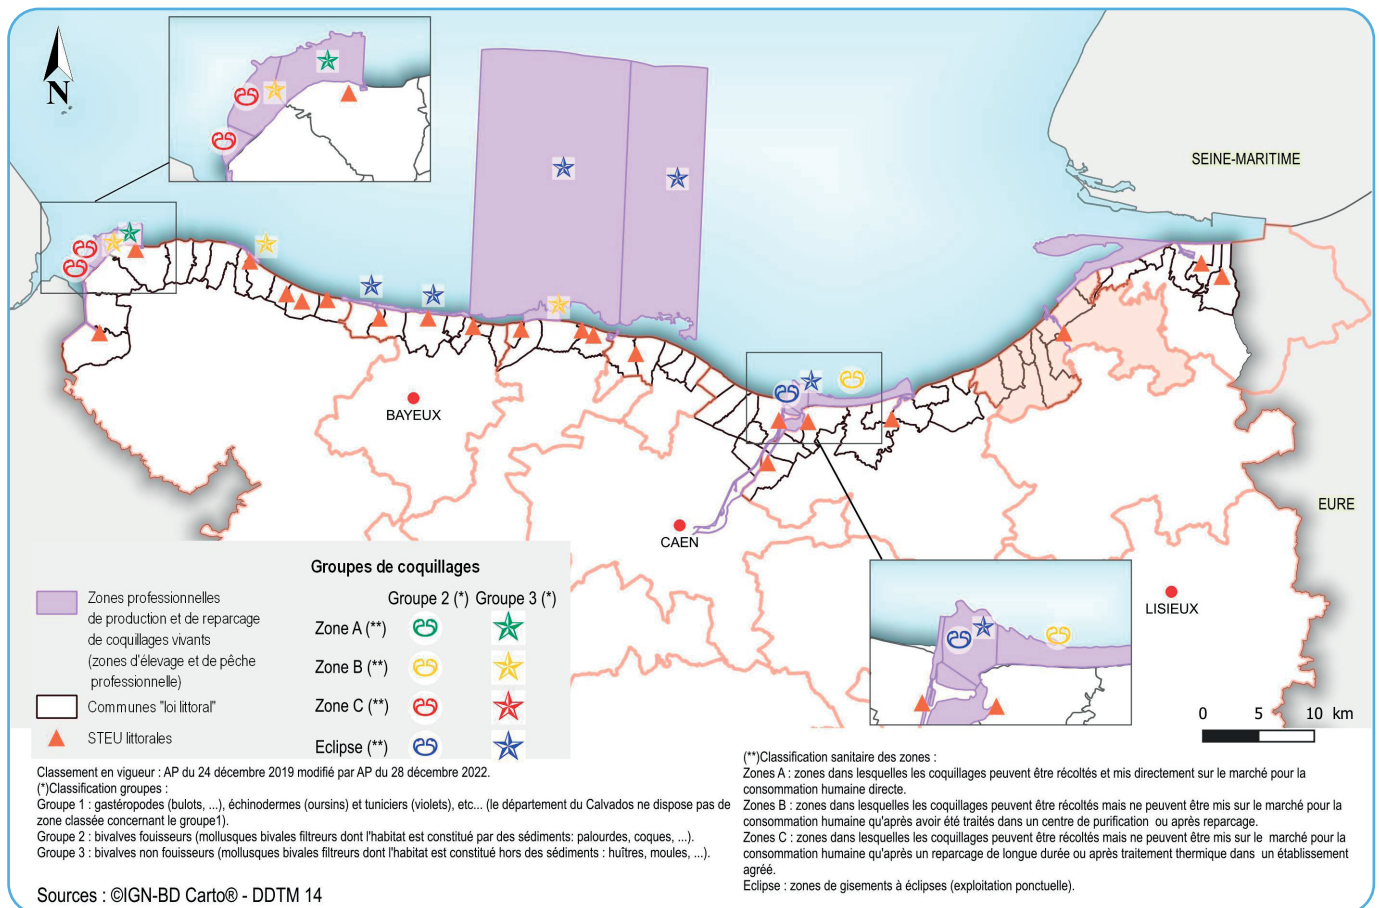 N
SEINE-MARITIME
BAYEUX
CAEN
EURE
LISIEUX
0 5 10 km
Groupes de coquillages
Groupe 2 (*) Groupe 3 (*)
Zone A (**)
Zone B (**)
Zone C (**)
Eclipse (**)
Zones professionnelles
de production et de reparcage
de coquillages vivants
(zones d'élevage et de pêche
professionnelle)
Communes "loi littoral"
STEU littorales
Classement en vigueur : AP du 24 décembre 2019 modifié par AP du 28 décembre 2022.
(*)Classification groupes :
Groupe 1 : gastéropodes (bulots, ...), échinodermes (oursins) et tuniciers (violets), etc... (le département du Calvados ne dispose pas de
zone classée concernant le groupe1).
Groupe 2 : bivalves fouisseurs (mollusques bivales filtreurs dont l'habitat est constitué par des sédiments: palourdes, coques, ...).
Groupe 3 : bivalves non fouisseurs (mollusques bivales filtreurs dont l'habitat est constitué hors des sédiments : huîtres, moules, ...).
Sources : ©IGN-BD Carto® - DDTM 14
(**)Classification sanitaire des zones :
Zones A : zones dans lesquelles les coquillages peuvent être récoltés et mis directement sur le marché pour la
consommation humaine directe.
Zones B : zones dans lesquelles les coquillages peuvent être récoltés mais ne peuvent être mis sur le marché pour la
consommation humaine qu'après avoir été traités dans un centre de purification ou après reparcage.
Zones C : zones dans lesquelles les coquillages peuvent être récoltés mais ne peuvent être mis sur le marché pour la
consommation humaine qu'après un reparcage de longue durée ou après traitement thermique dans un établissement
agréé.
Eclipse : zones de gisements à éclipses (exploitation ponctuelle).